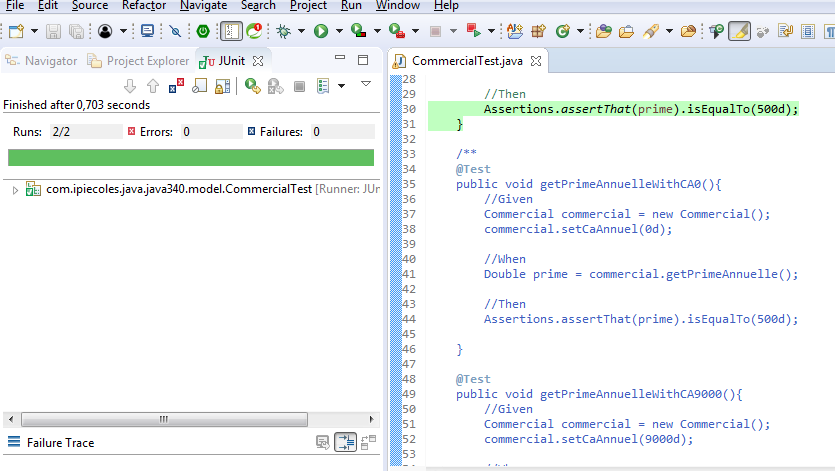 File Edit Source Refactor Navigate Search Project Run Window Help
Navigator Project Explorer JUnit
Finished after 0,703 seconds
Runs: 2/2 Errors: 0 Failures: 0
com.ipiecoles.java.java340.model.CommercialTest [Runner: JUn
Failure Trace
CommercialTest.java
28
29 //Then
30 Assertions.assertThat(prime).isEqualTo(500d);
31 }
32
33 /**
34 @Test
35 public void getPrimeAnnuelleWithCA0(){
36 //Given
37 Commercial commercial = new Commercial();
38 commercial.setCaAnnuel(0d);
39
40 //When
41 Double prime = commercial.getPrimeAnnuelle();
42
43 //Then
44 Assertions.assertThat(prime).isEqualTo(500d);
45
46 }
47
48 @Test
49 public void getPrimeAnnuelleWithCA9000(){
50 //Given
51 Commercial commercial = new Commercial();
52 commercial.setCaAnnuel(9000d);
53